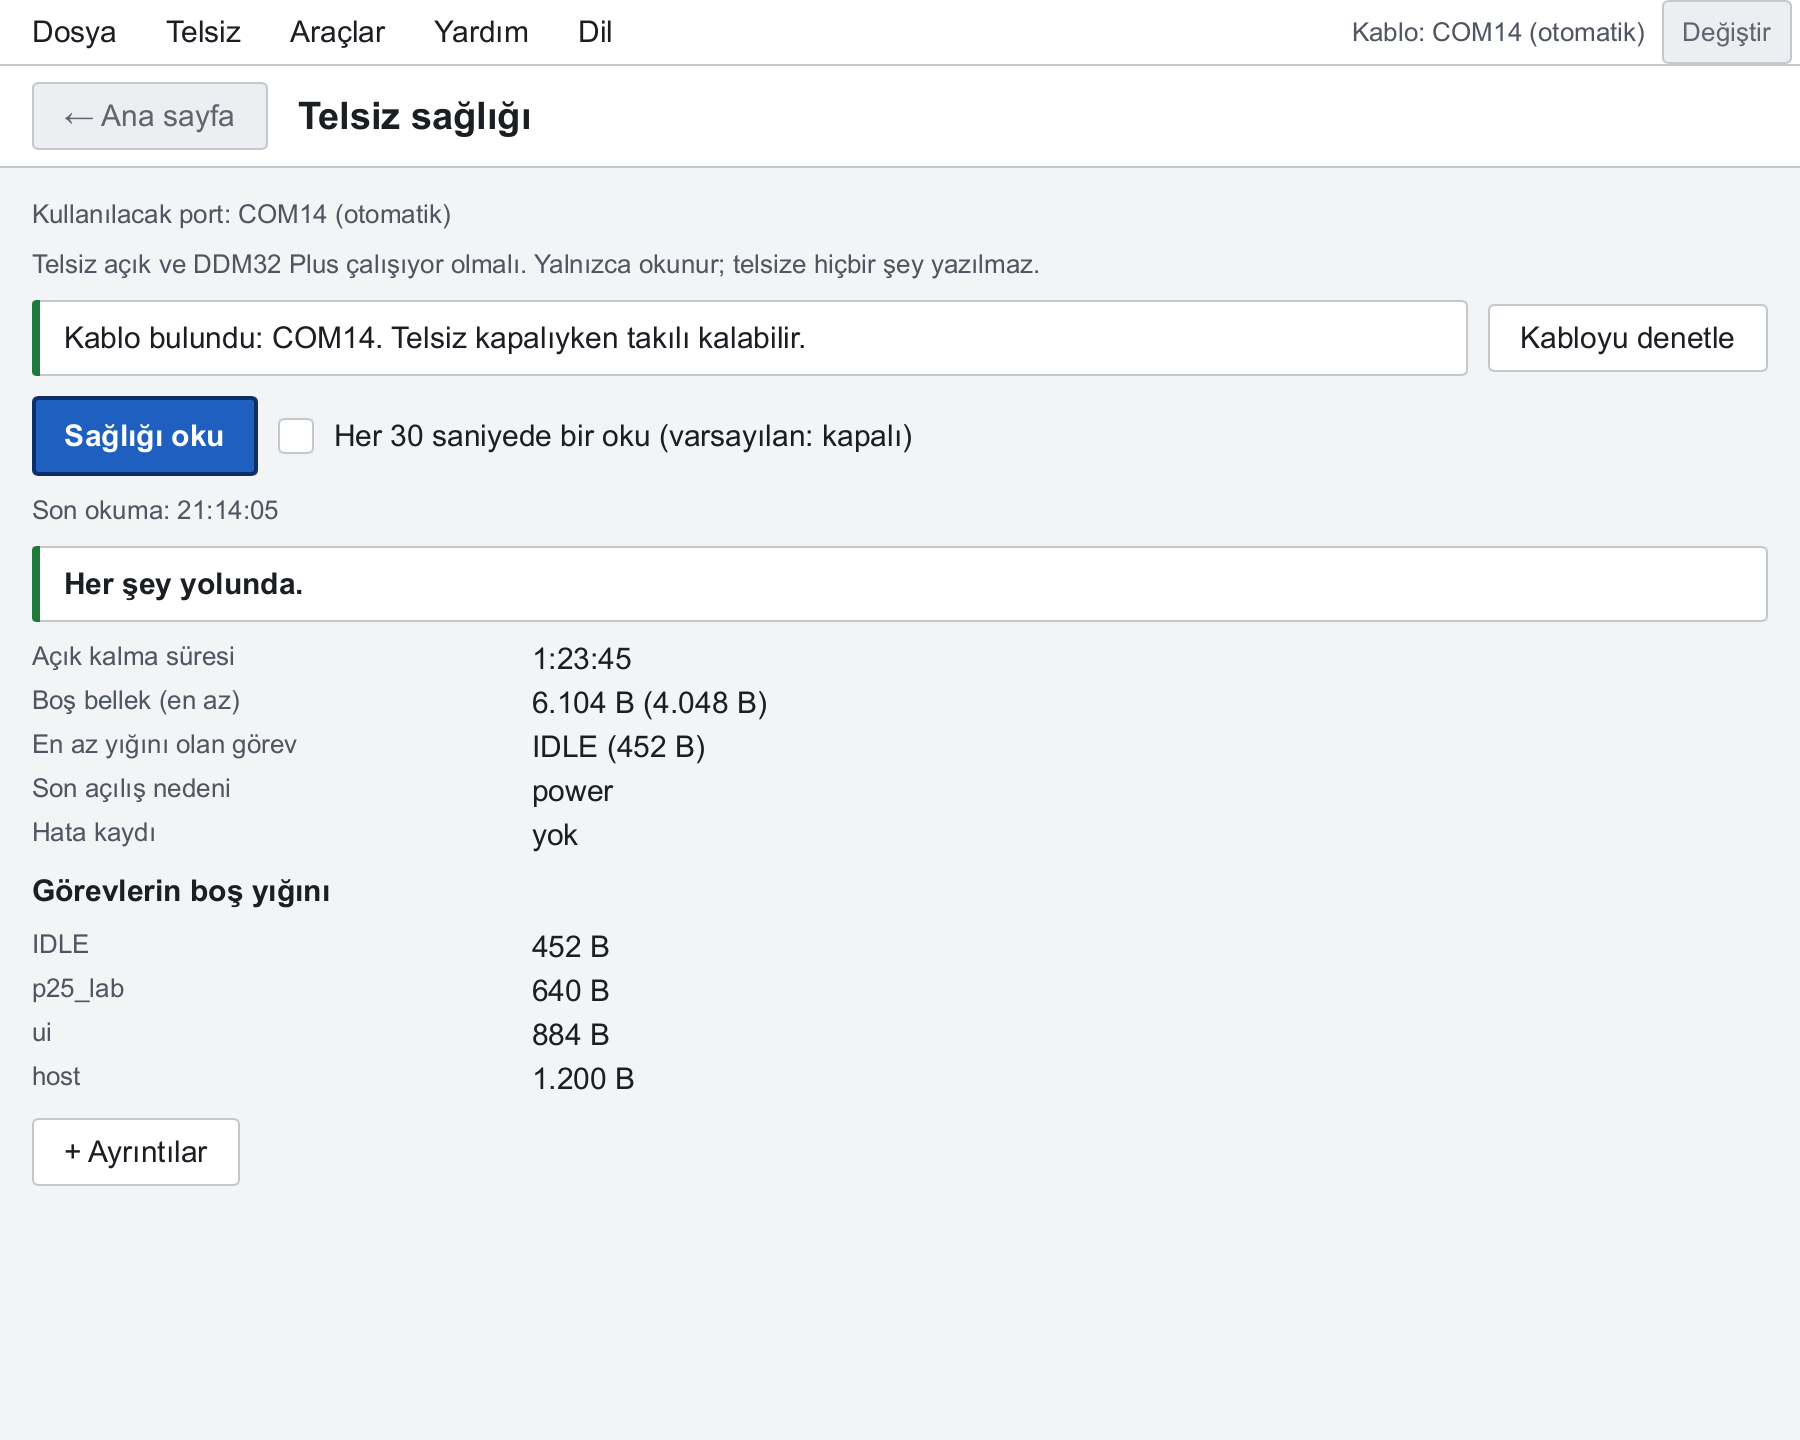 Dosya Telsiz Araçlar Yardım Dil Kablo: COM14 (otomatik) Değiştir
← Ana sayfa Telsiz sağlığı
Kullanılacak port: COM14 (otomatik)
Telsiz açık ve DDM32 Plus çalışıyor olmalı. Yalnızca okunur; telsize hiçbir şey yazılmaz.
Kablo bulundu: COM14. Telsiz kapalıyken takılı kalabilir. Kabloyu denetle
Sağlığı oku Her 30 saniyede bir oku (varsayılan: kapalı)
Son okuma: 21:14:05
Her şey yolunda.
Açık kalma süresi 1:23:45
Boş bellek (en az) 6.104 B (4.048 B)
En az yığını olan görev IDLE (452 B)
Son açılış nedeni power
Hata kaydı yok
Görevlerin boş yığını
IDLE 452 B
p25_lab 640 B
ui 884 B
host 1.200 B
+ Ayrıntılar